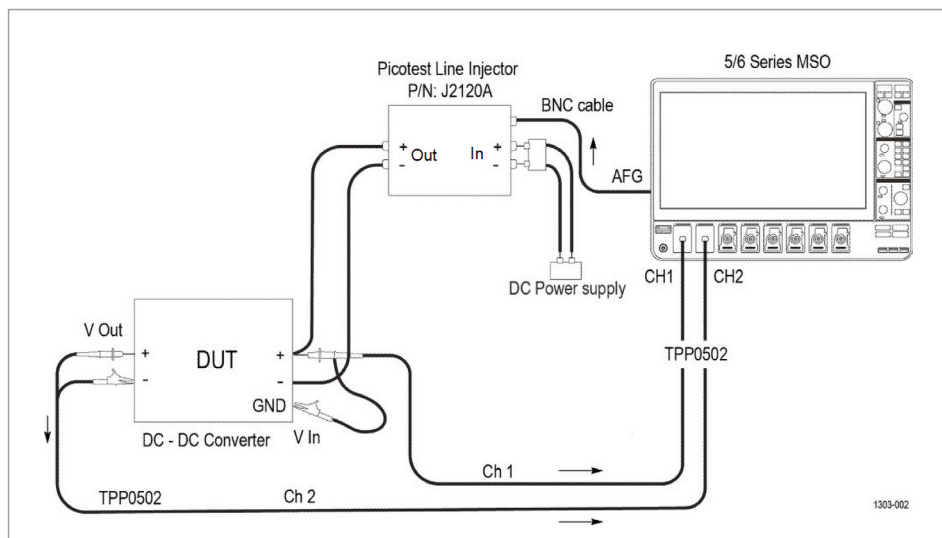 5/6 Series MSO
Picotest Line Injector
P/N: J2120A
BNC cable
+
Out
In
+
-
-
AFG
DC Power supply
CH1
CH2
V Out
TPP0502
+
DUT
+
-
-
GND
V In
DC - DC Converter
Ch 1
TPP0502
Ch 2
1303-002